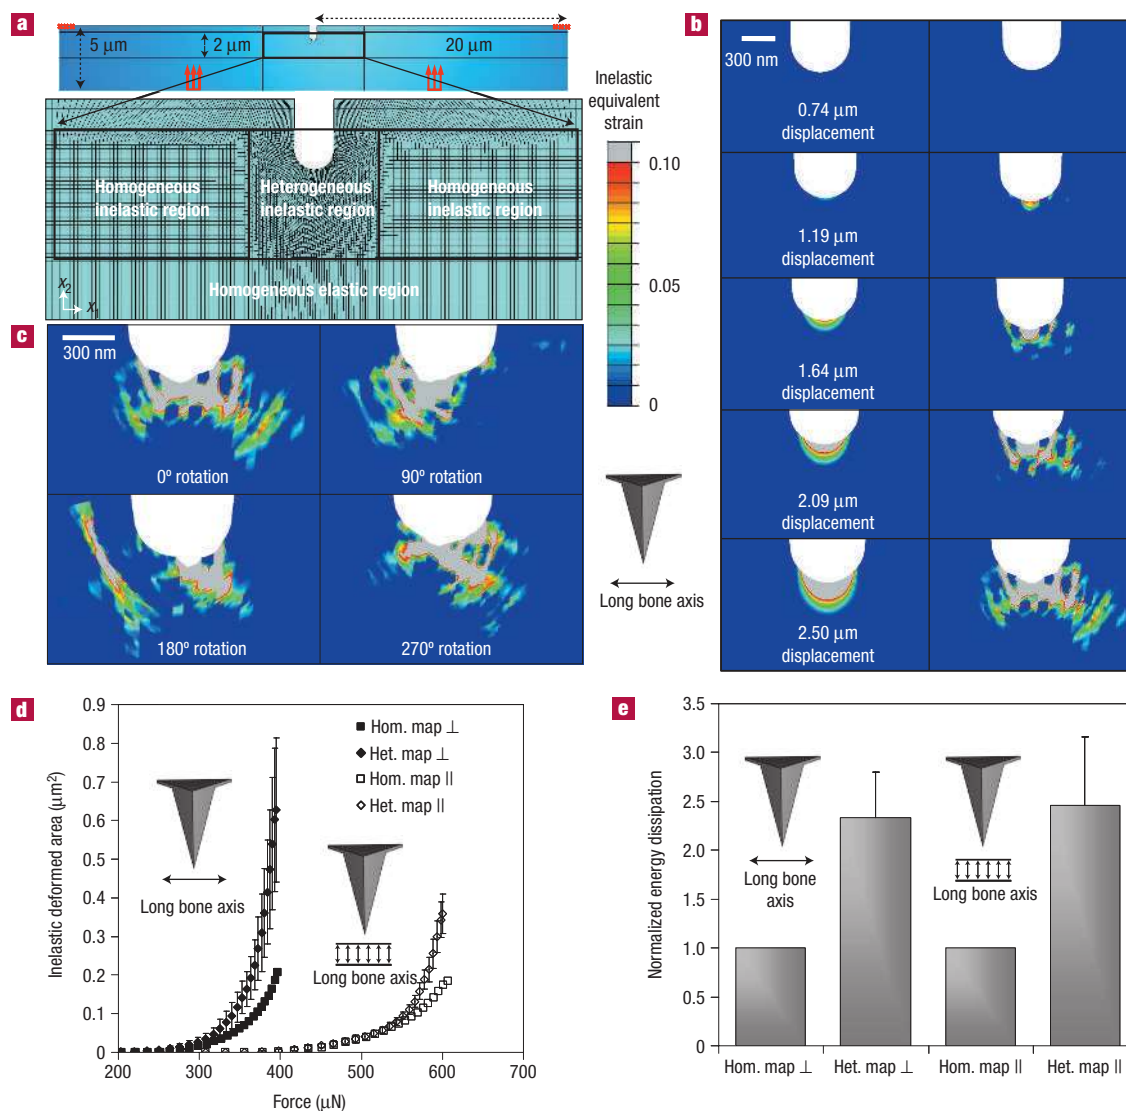 a
5 μm
2 μm
20 μm
Homogeneous
inelastic region
Heterogeneous
inelastic region
Homogeneous
inelastic region
Homogeneous elastic region
x2
x1
Inelastic
equivalent
strain
0.10
0.05
0
b
300 nm
0.74 μm
displacement
1.19 μm
displacement
1.64 μm
displacement
2.09 μm
displacement
2.50 μm
displacement
c
300 nm
0º rotation
90º rotation
180º rotation
270º rotation
Long bone axis
d
Inelastic deformed area (μm²)
0.9
0.8
0.7
0.6
0.5
0.4
0.3
0.2
0.1
0
200
300
400
500
600
700
Force (μN)
Hom. map ⊥
Het. map ⊥
Hom. map ||
Het. map ||
Long bone axis
Long bone axis
e
Normalized energy dissipation
3.5
3.0
2.5
2.0
1.5
1.0
0.5
0
Long bone
axis
Long bone axis
Hom. map ⊥
Het. map ⊥
Hom. map ||
Het. map ||